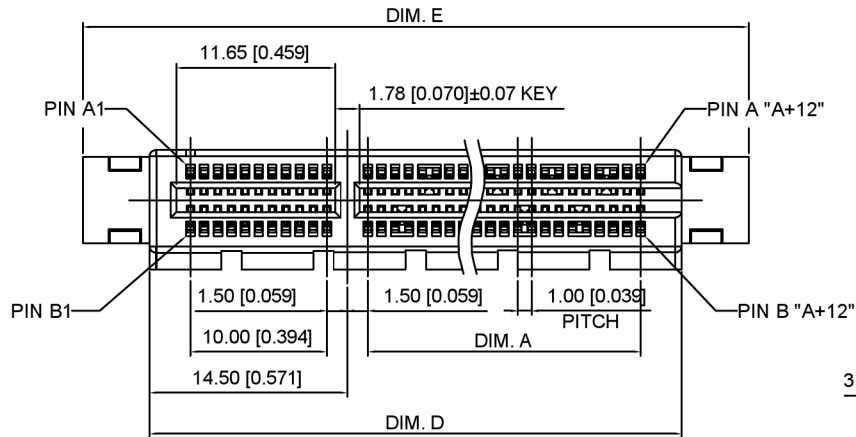 DIM. E
11.65 [0.459]
1.78 [0.070]±0.07 KEY
PIN A1
PIN A "A+12"
PIN B1
PIN B "A+12"
1.50 [0.059]
1.50 [0.059]
1.00 [0.039]
PITCH
10.00 [0.394]
DIM. A
14.50 [0.571]
3
DIM. D